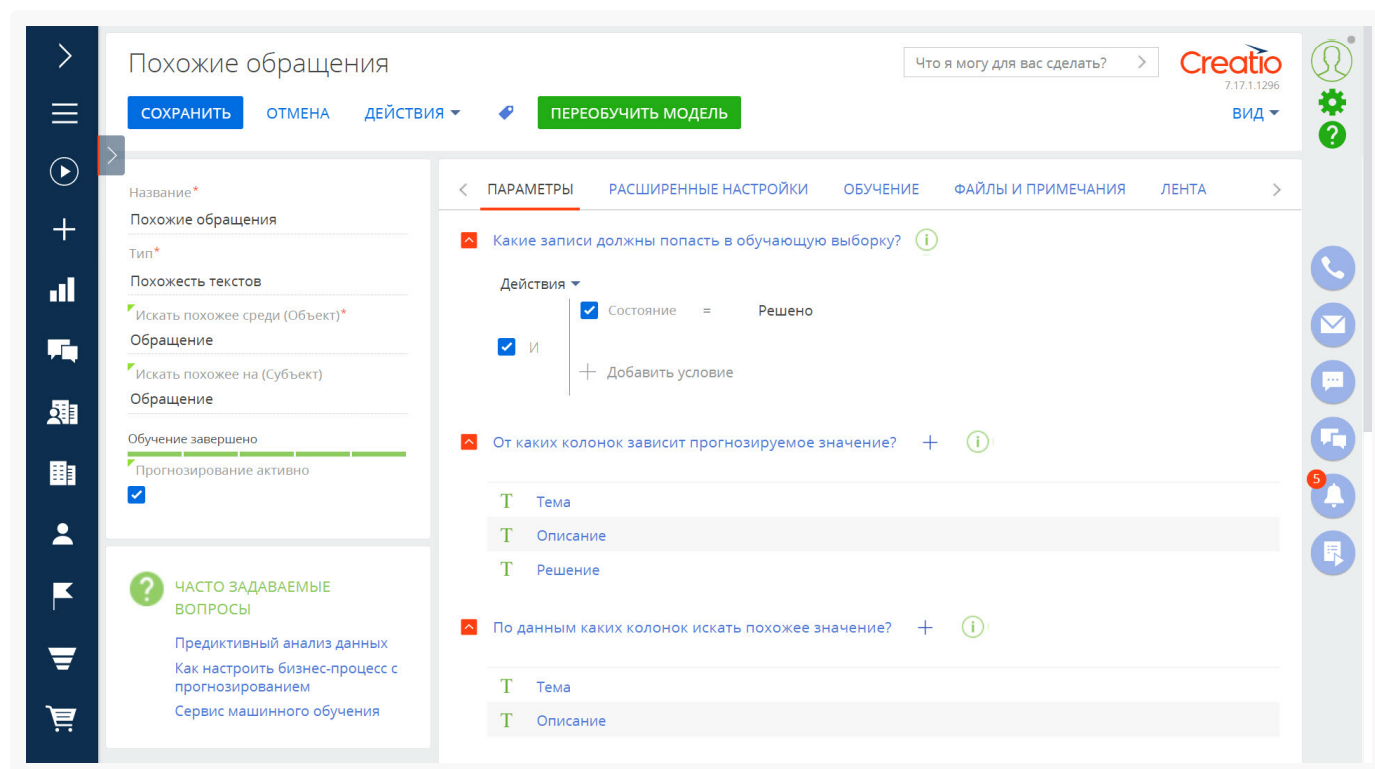 Похожие обращения
Что я могу для вас сделать?
Creatio
7.17.1.1296
СОХРАНИТЬ
ОТМЕНА
ДЕЙСТВИЯ
ПЕРЕОБУЧИТЬ МОДЕЛЬ
ВИД
Название*
Похожие обращения
Тип*
Похожесть текстов
Искать похожее среди (Объект)*
Обращение
Искать похожее на (Субъект)
Обращение
Обучение завершено
Прогнозирование активно
ЧАСТО ЗАДАВАЕМЫЕ
ВОПРОСЫ
Предиктивный анализ данных
Как настроить бизнес-процесс с
прогнозированием
Сервис машинного обучения
ПАРАМЕТРЫ
РАСШИРЕННЫЕ НАСТРОЙКИ
ОБУЧЕНИЕ
ФАЙЛЫ И ПРИМЕЧАНИЯ
ЛЕНТА
Какие записи должны попасть в обучающую выборку?
Действия
Состояние = Решено
И
Добавить условие
От каких колонок зависит прогнозируемое значение?
T Тема
T Описание
T Решение
По данным каких колонок искать похожее значение?
T Тема
T Описание
5